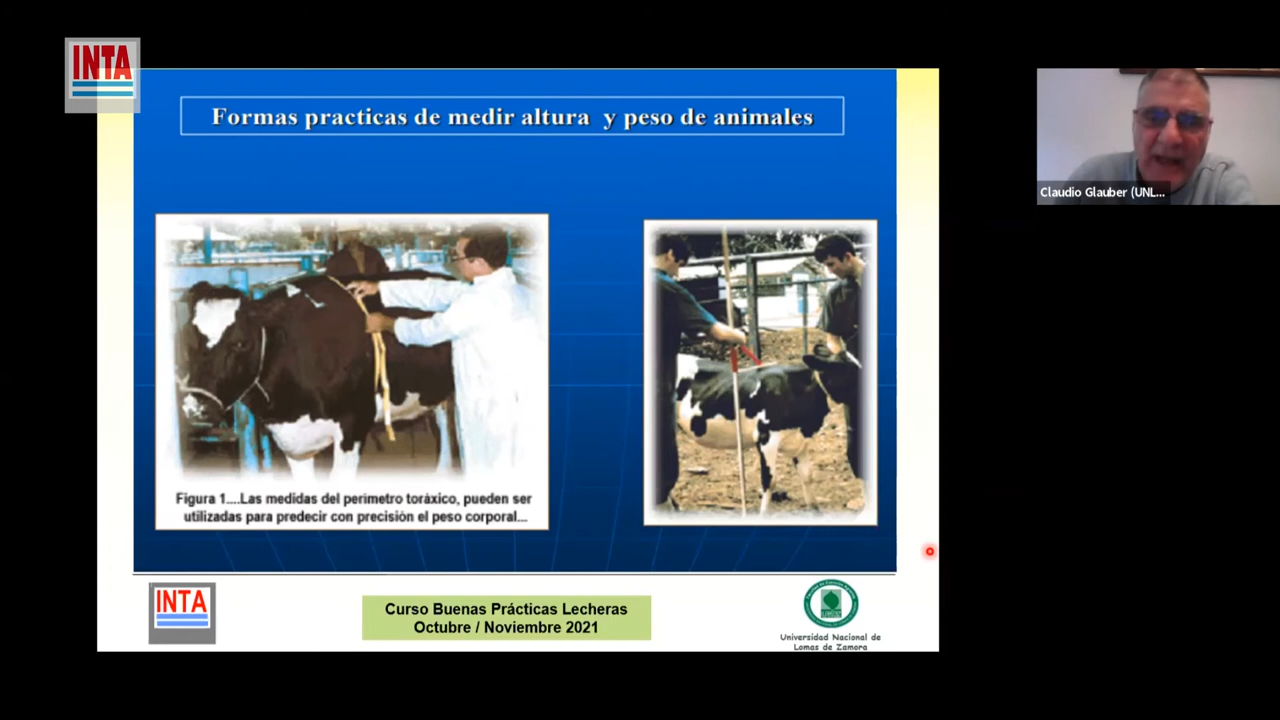 INTA
Formas practicas de medir altura y peso de animales
Figura 1....Las medidas del perímetro toráxico, pueden ser
utilizadas para predecir con precisión el peso corporal...
Claudio Glauber (UNL...
INTA
Curso Buenas Prácticas Lecheras
Octubre / Noviembre 2021
Universidad Nacional de
Lomas de Zamora